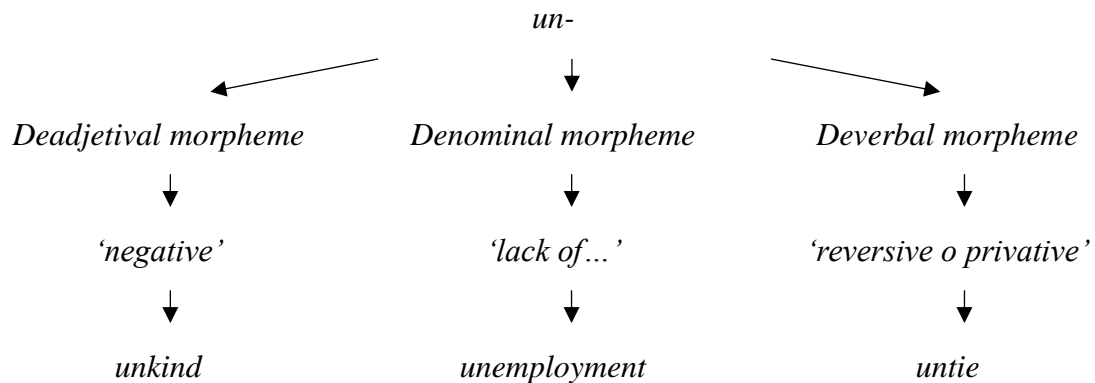 un-
Deadjetival morpheme Denominal morpheme Deverbal morpheme
‘negative’ ‘lack of…’ ‘reversive o privative’
unkind unemployment untie